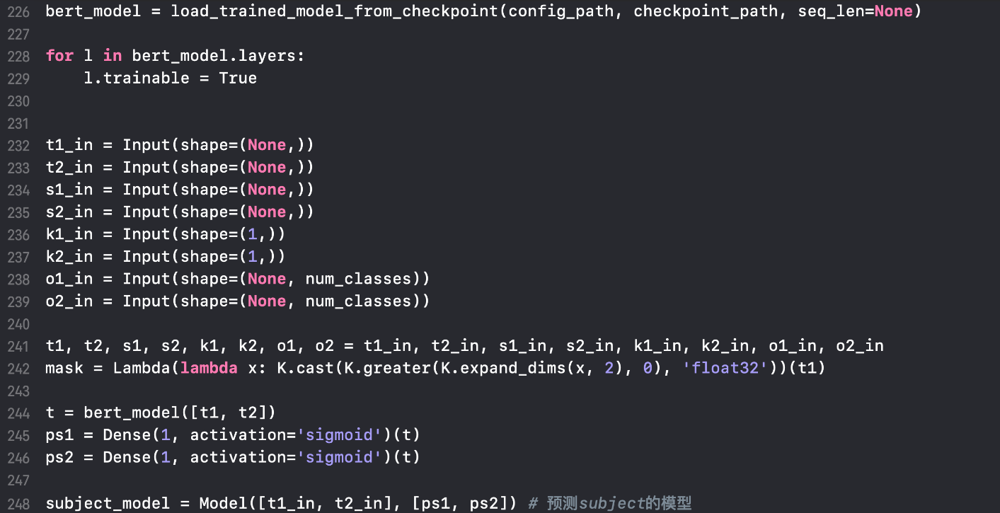 226 bert_model = load_trained_model_from_checkpoint(config_path, checkpoint_path, seq_len=None)
227
228 for l in bert_model.layers:
229     l.trainable = True
230
231
232 t1_in = Input(shape=(None,))
233 t2_in = Input(shape=(None,))
234 s1_in = Input(shape=(None,))
235 s2_in = Input(shape=(None,))
236 k1_in = Input(shape=(1,))
237 k2_in = Input(shape=(1,))
238 o1_in = Input(shape=(None, num_classes))
239 o2_in = Input(shape=(None, num_classes))
240
241 t1, t2, s1, s2, k1, k2, o1, o2 = t1_in, t2_in, s1_in, s2_in, k1_in, k2_in, o1_in, o2_in
242 mask = Lambda(lambda x: K.cast(K.greater(K.expand_dims(x, 2), 0), 'float32'))(t1)
243
244 t = bert_model([t1, t2])
245 ps1 = Dense(1, activation='sigmoid')(t)
246 ps2 = Dense(1, activation='sigmoid')(t)
247
248 subject_model = Model([t1_in, t2_in], [ps1, ps2]) # 预测subject的模型